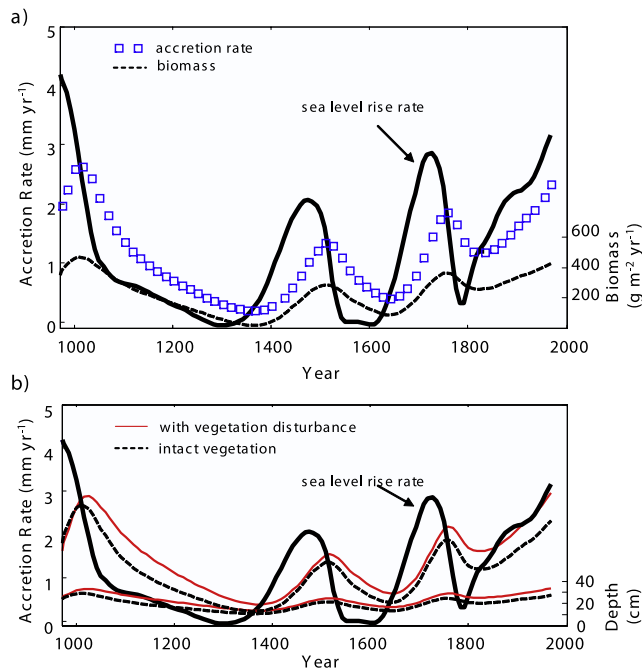 a)
5
4
3
2
1
0
Accretion Rate (mm yr⁻¹)
accretion rate
biomass
sea level rise rate
600
400
200
Biomass
(g m⁻² yr¹)
1000 1200 1400 1600 1800 2000
Year
b)
5
4
3
2
1
0
Accretion Rate (mm yr⁻¹)
with vegetation disturbance
intact vegetation
sea level rise rate
40
20
0
Depth
(cm)
1000 1200 1400 1600 1800 2000
Year